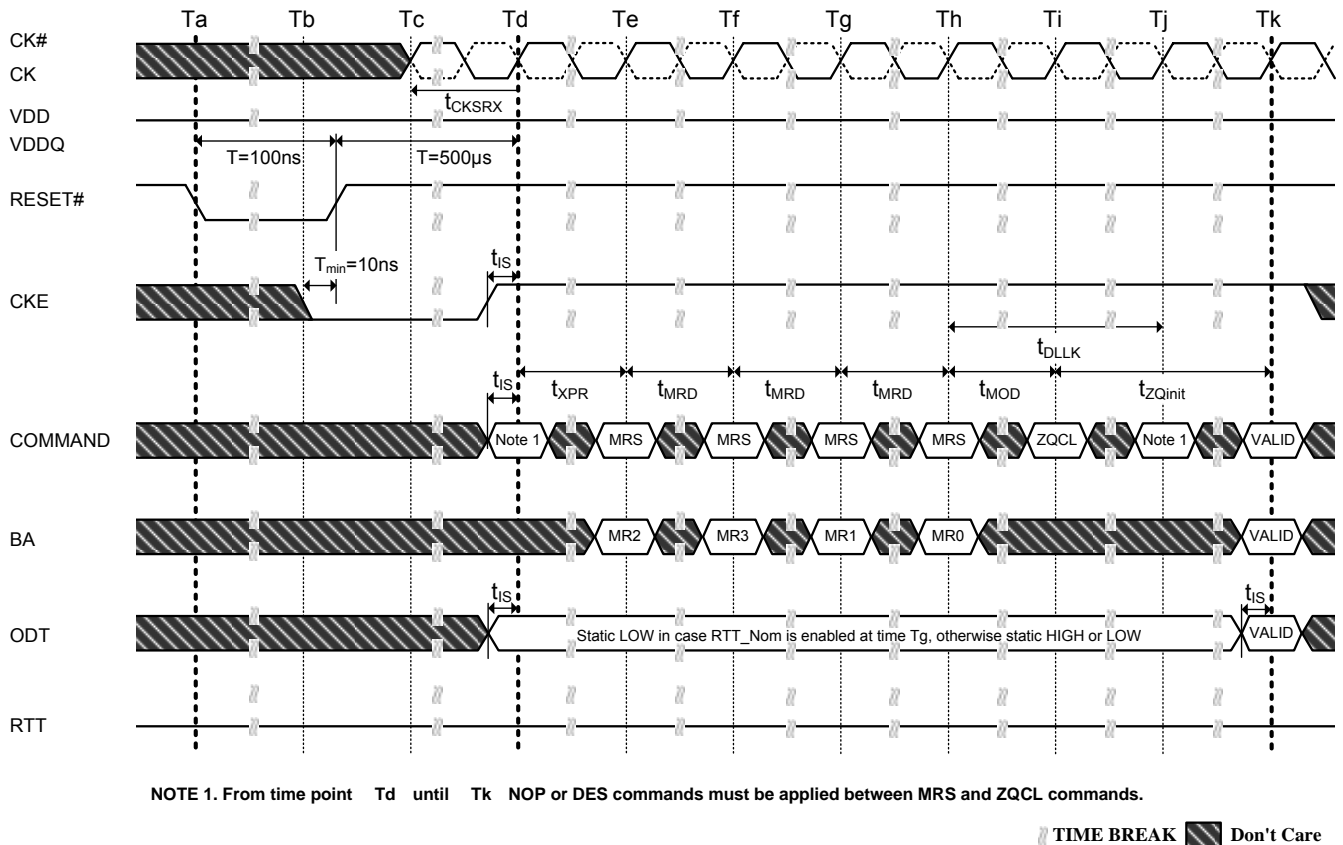 Ta Tb Tc Td Te Tf Tg Th Ti Tj Tk
CK#
CK
tCKSRX
VDD
VDDQ
T=100ns T=500µs
RESET#
Tmin=10ns tIS
CKE
tDLLK
tIS tXPR tMRD tMRD tMRD tMOD tZQinit
COMMAND Note 1 MRS MRS MRS MRS ZQCL Note 1 VALID
BA MR2 MR3 MR1 MR0 VALID
tIS tIS
ODT Static LOW in case RTT_Nom is enabled at time Tg, otherwise static HIGH or LOW VALID
RTT
NOTE 1. From time point Td until Tk NOP or DES commands must be applied between MRS and ZQCL commands.
TIME BREAK Don't Care